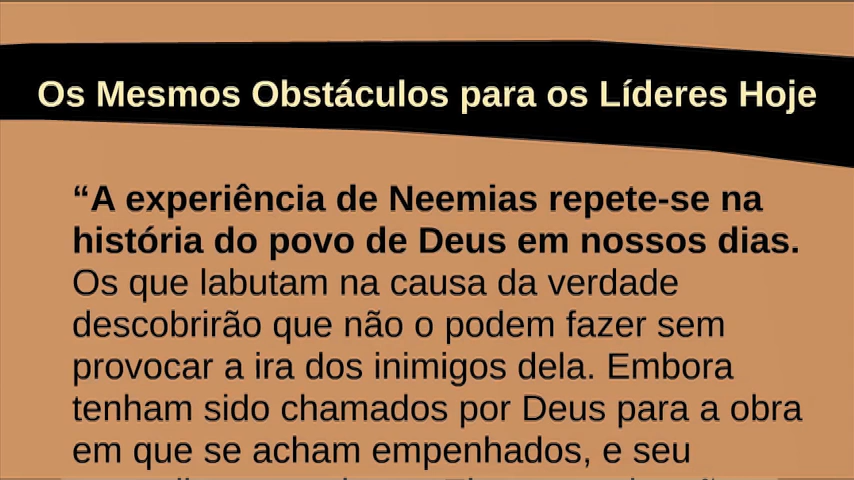 Os Mesmos Obstáculos para os Líderes Hoje
“A experiência de Neemias repete-se na
história do povo de Deus em nossos dias.
Os que labutam na causa da verdade
descobrirão que não o podem fazer sem
provocar a ira dos inimigos dela. Embora
tenham sido chamados por Deus para a obra
em que se acham empenhados, e seu